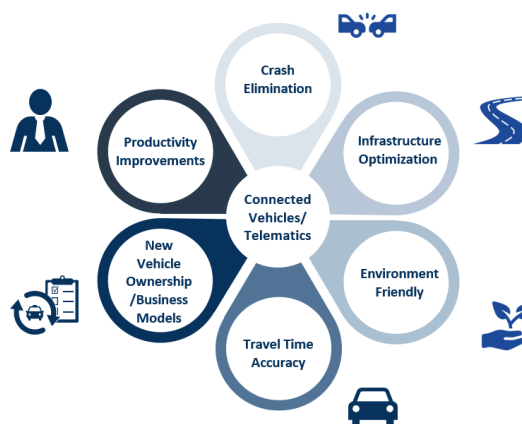 Crash
Elimination
Infrastructure
Optimization
Environment
Friendly
Travel Time
Accuracy
New
Vehicle
Ownership
/Business
Models
Productivity
Improvements
Connected
Vehicles/
Telematics